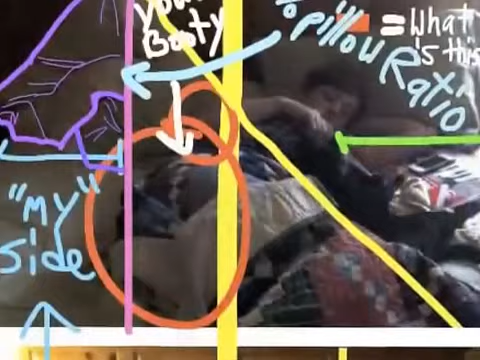 your
Booty
%pillow Ratio
= What
is this
"my"
side